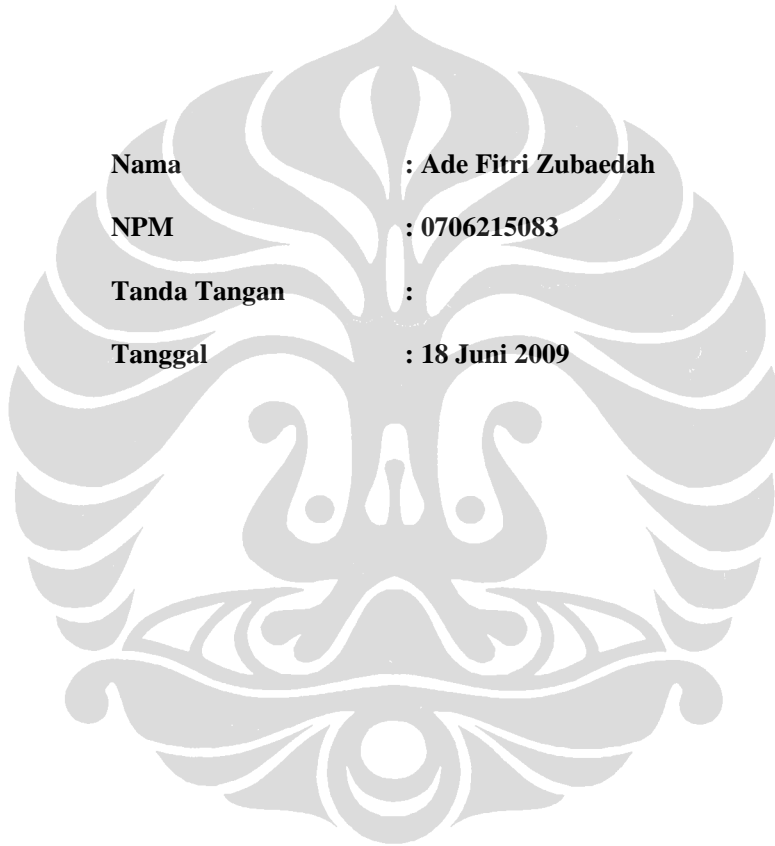 Nama : Ade Fitri Zubaedah
NPM : 0706215083
Tanda Tangan :
Tanggal : 18 Juni 2009